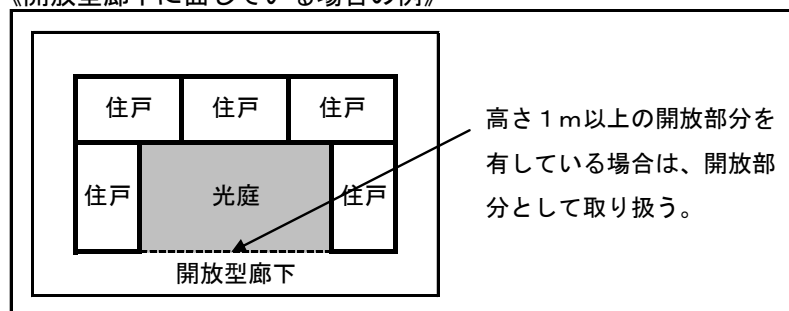 《開放型廊下に面している場合の例》
住戸 住戸 住戸
高さ1m以上の開放部分を
有している場合は、開放部
分として取り扱う。
住戸 光庭 住戸
開放型廊下